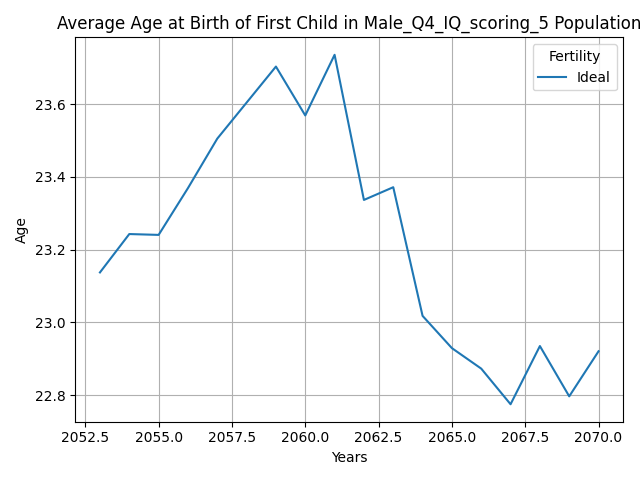 Average Age at Birth of First Child in Male_Q4_IQ_scoring_5 Population
Fertility
Ideal
Age
23.6
23.4
23.2
23.0
22.8
2052.5 2055.0 2057.5 2060.0 2062.5 2065.0 2067.5 2070.0
Years